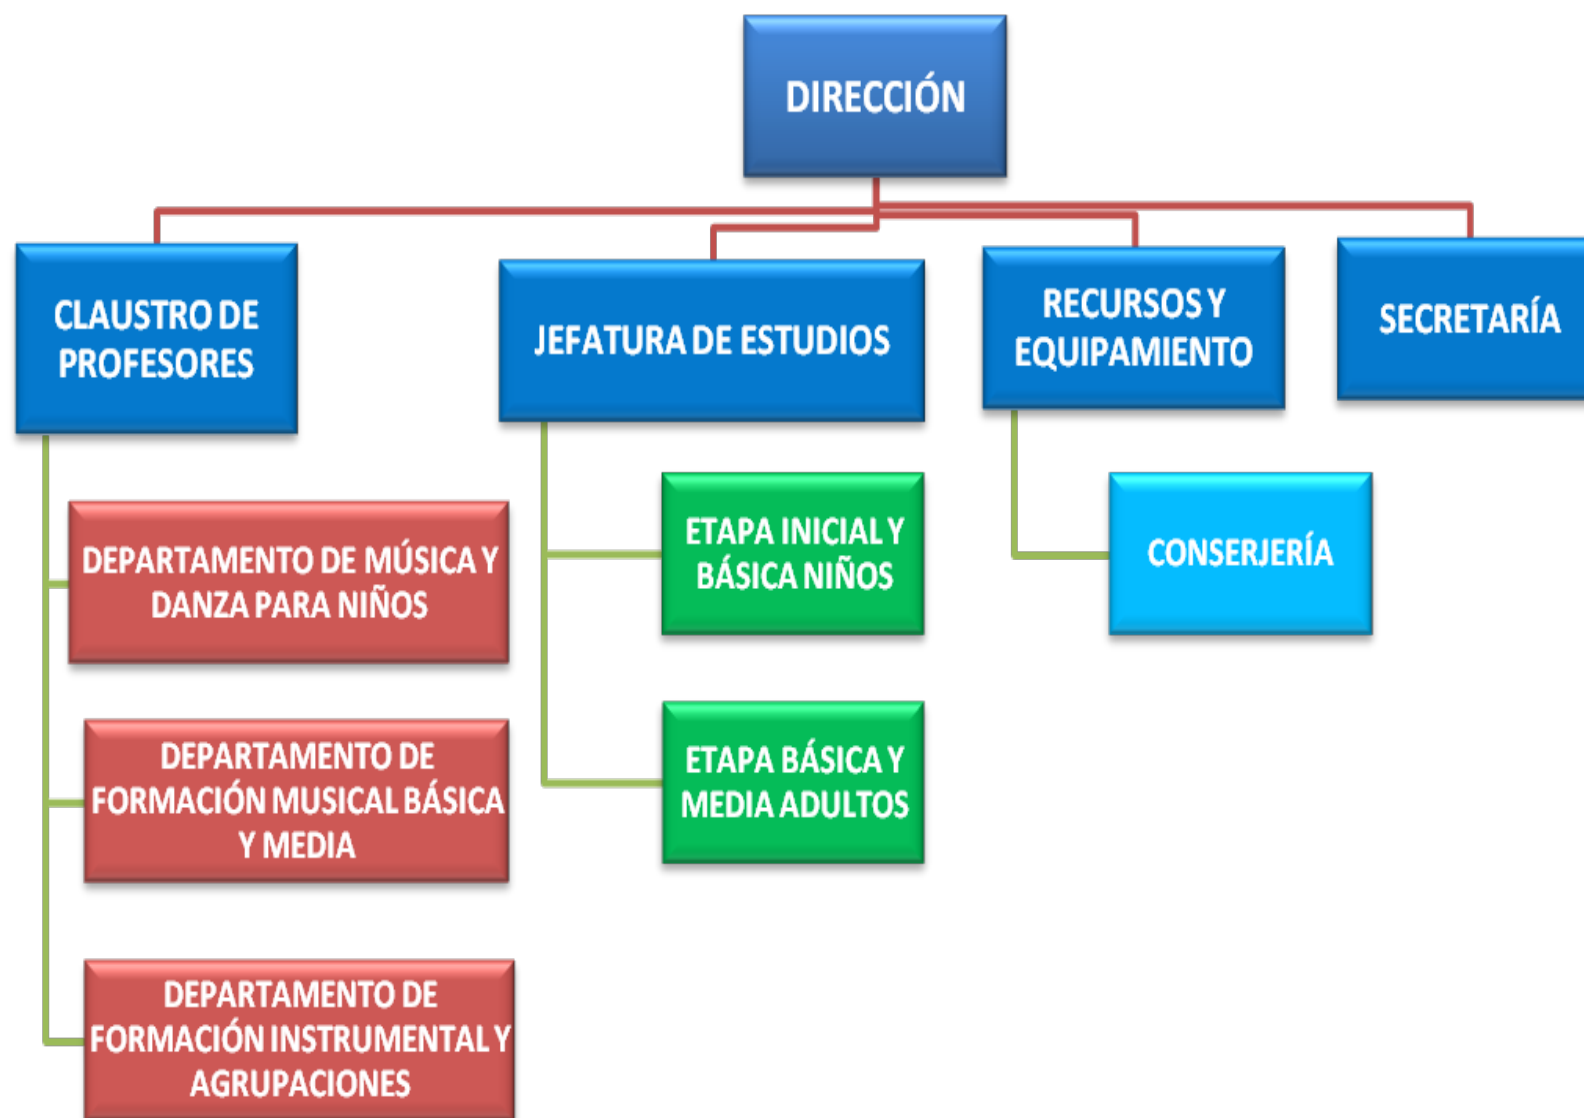 DIRECCIÓN
CLAUSTRO DE
PROFESORES
JEFATURA DE ESTUDIOS
RECURSOS Y
EQUIPAMIENTO
SECRETARÍA
DEPARTAMENTO DE MÚSICA Y
DANZA PARA NIÑOS
DEPARTAMENTO DE
FORMACIÓN MUSICAL BÁSICA
Y MEDIA
DEPARTAMENTO DE
FORMACIÓN INSTRUMENTAL Y
AGRUPACIONES
ETAPA INICIAL Y
BÁSICA NIÑOS
ETAPA BÁSICA Y
MEDIA ADULTOS
CONSERJERÍA